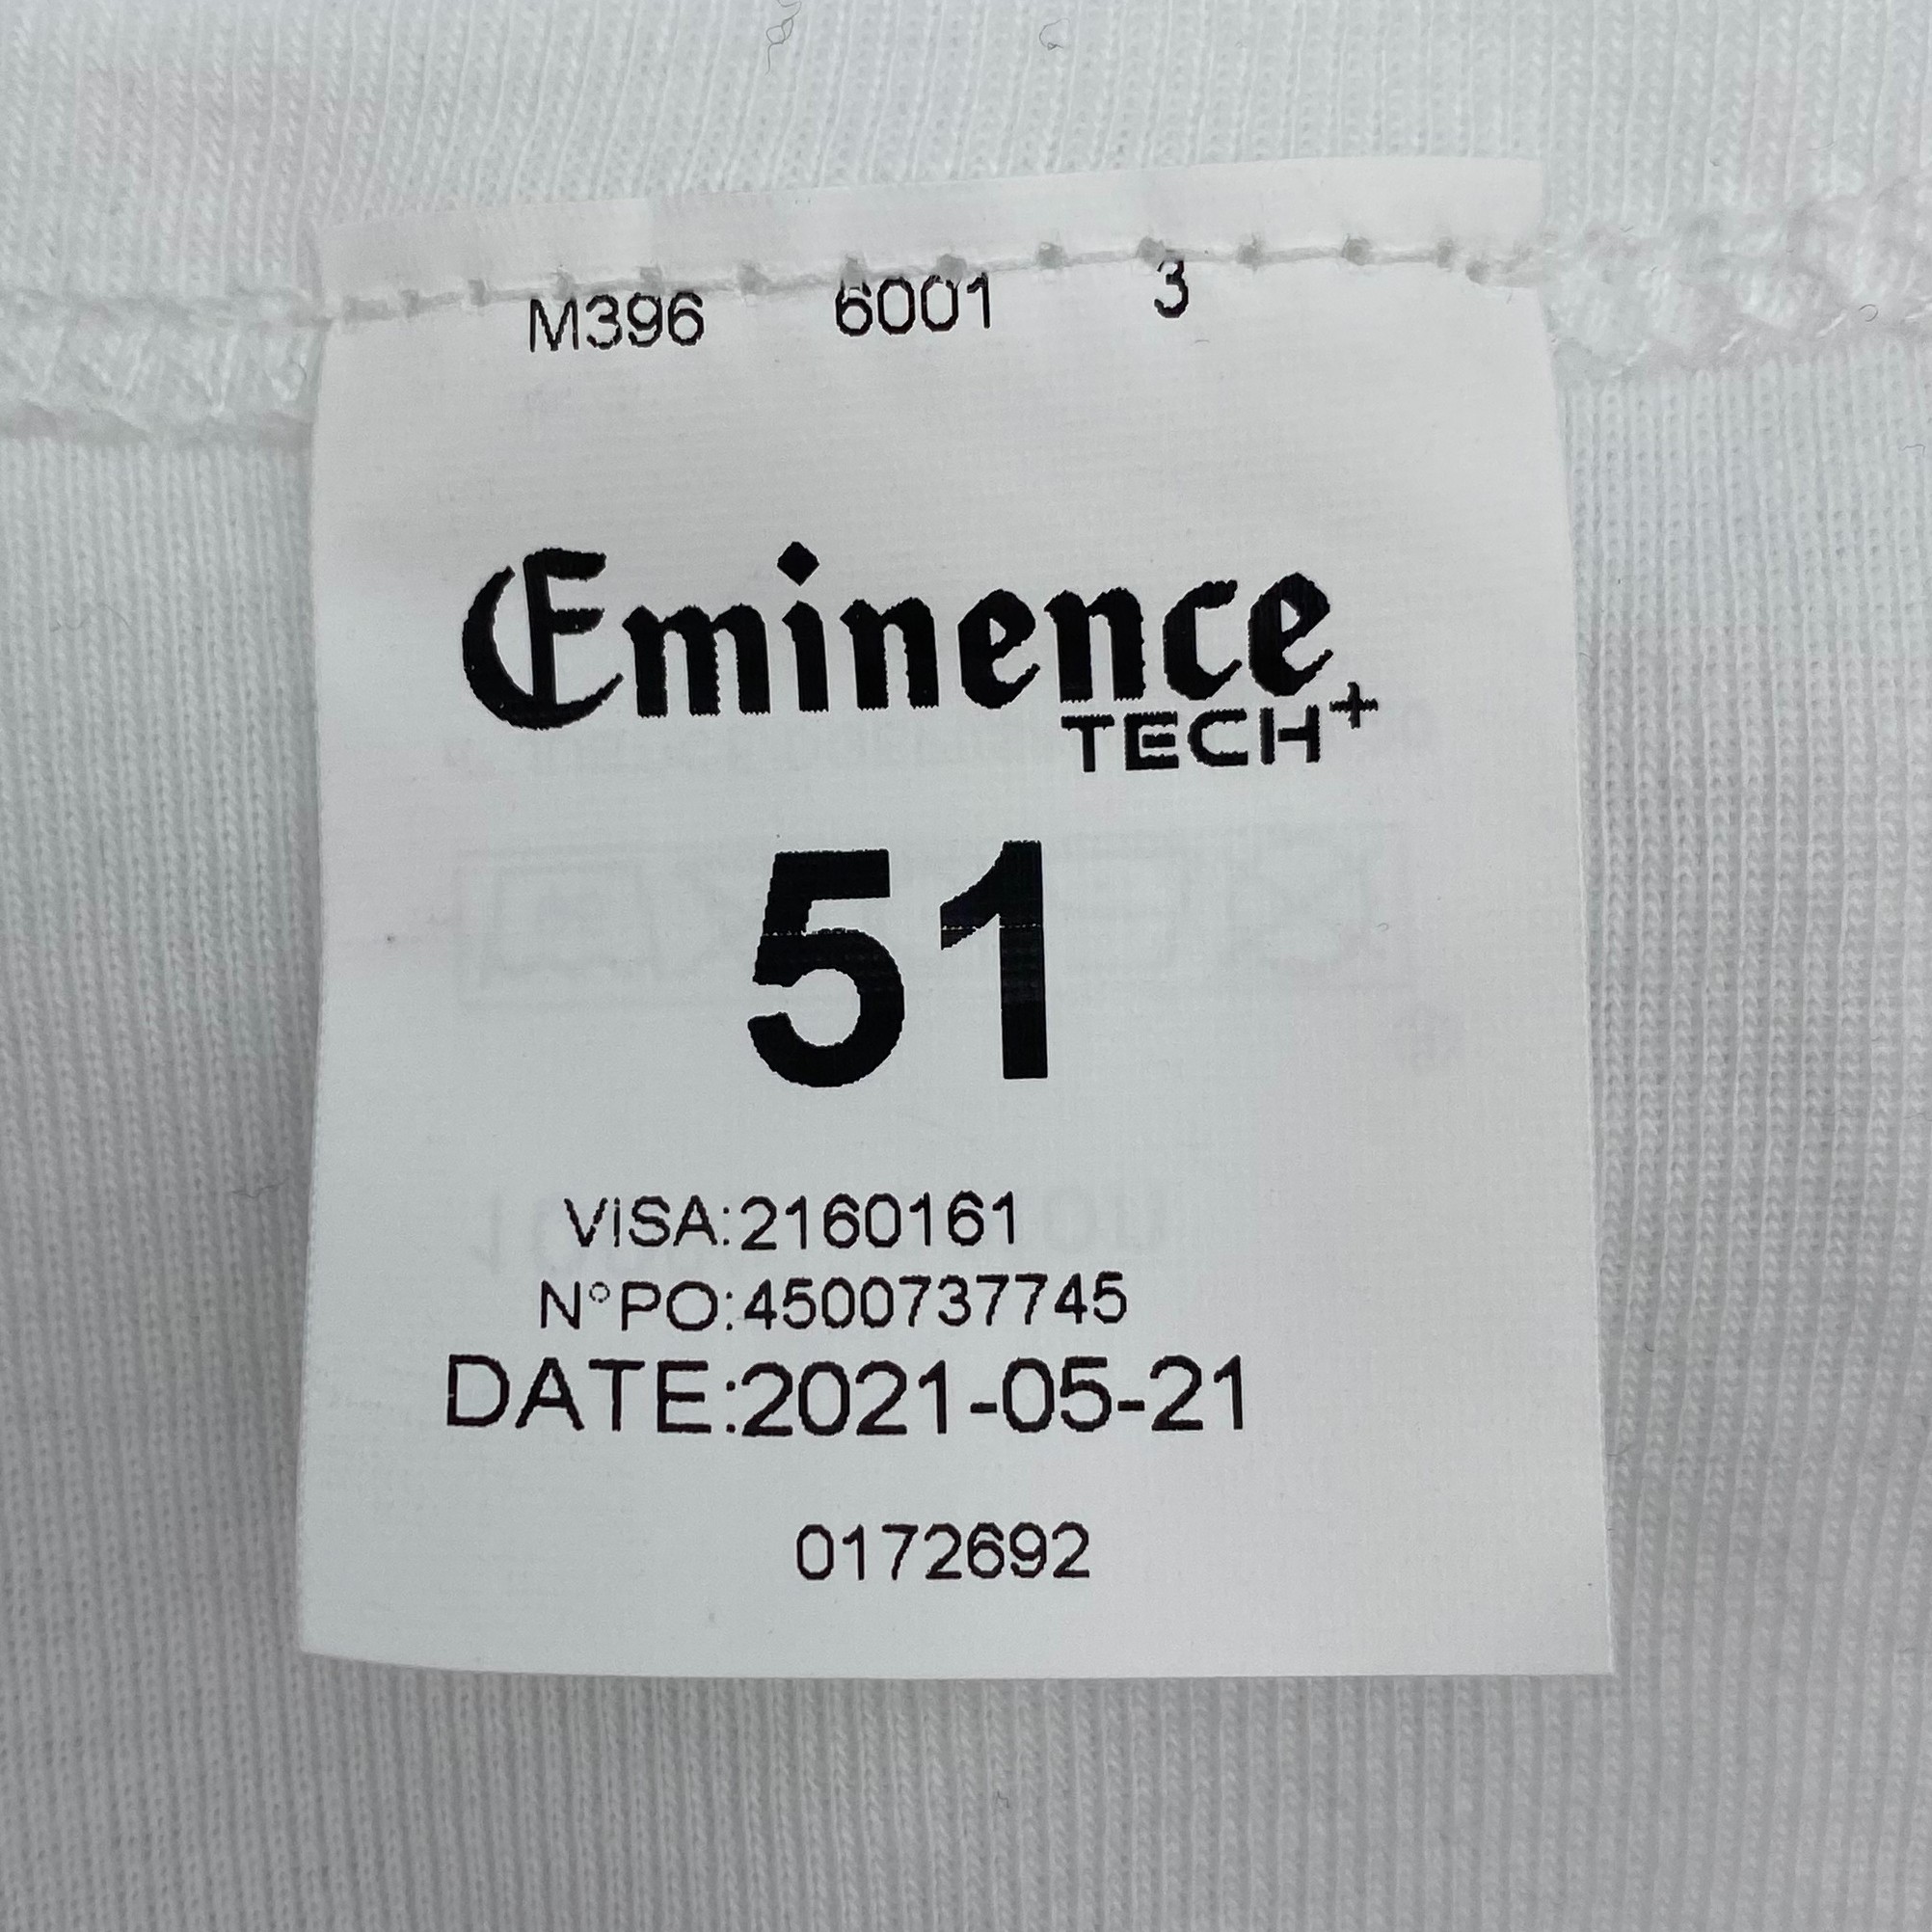 M396 6001 3
Eminence
TECH+
51
ViSA:2160161
N°PO:4500737745
DATE:2021-05-21
0172692